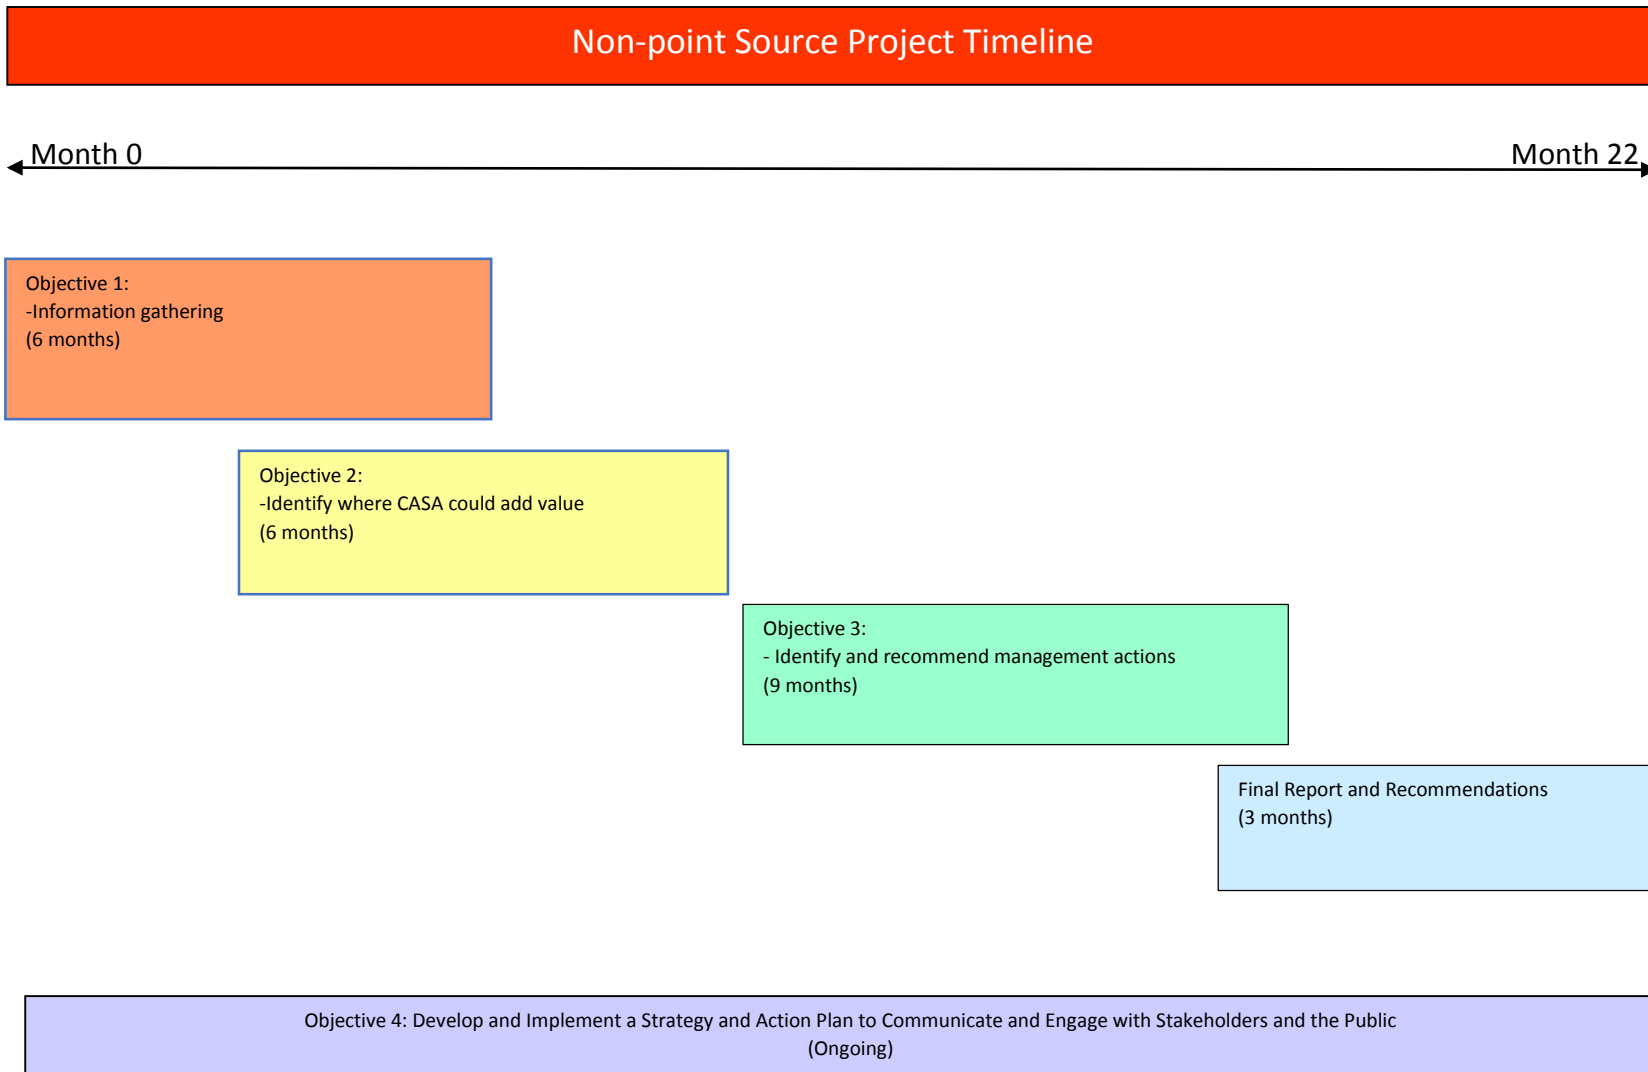 Non-point Source Project Timeline
Month 0
Month 22
Objective 1:
-Information gathering
(6 months)
Objective 2:
-Identify where CASA could add value
(6 months)
Objective 3:
- Identify and recommend management actions
(9 months)
Final Report and Recommendations
(3 months)
Objective 4: Develop and Implement a Strategy and Action Plan to Communicate and Engage with Stakeholders and the Public
(Ongoing)